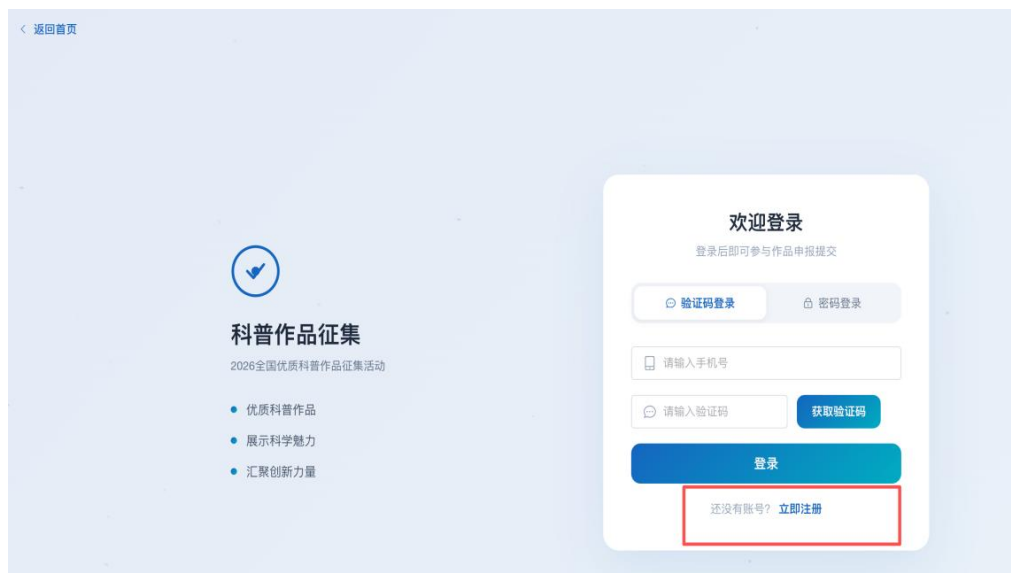 返回首页
科普作品征集
2026全国优质科普作品征集活动
优质科普作品
展示科学魅力
汇聚创新力量
欢迎登录
登录后即可参与作品申报提交
验证码登录 密码登录
请输入手机号
请输入验证码 获取验证码
登录
还没有账号? 立即注册